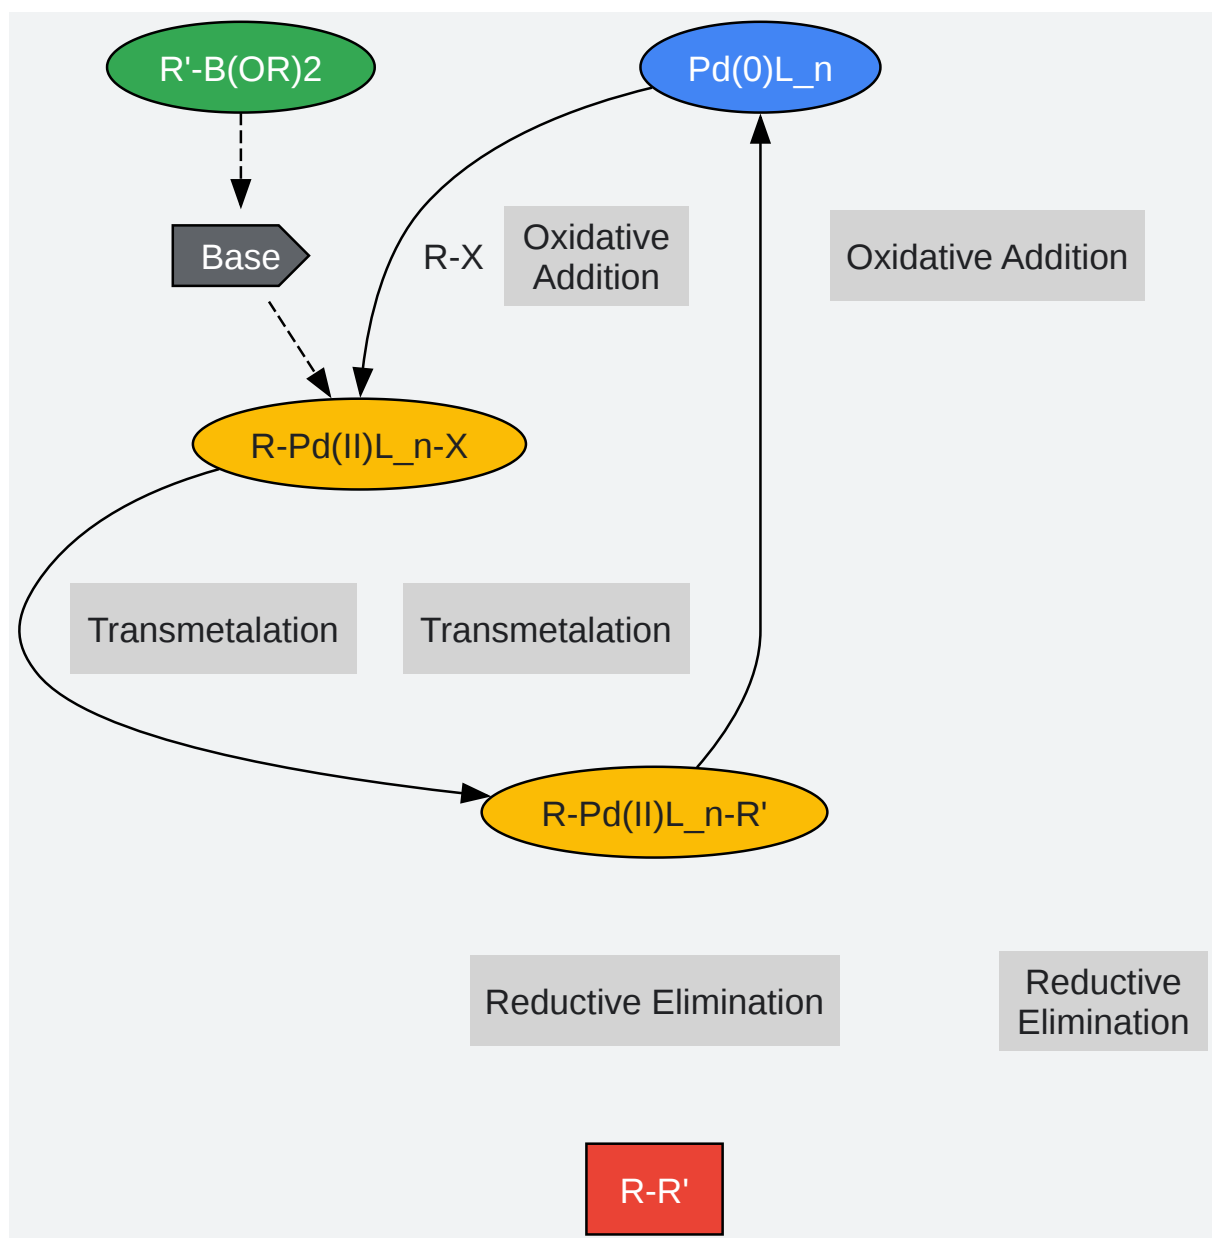 R'-B(OR)2
Pd(0)L_n
Base
R-X
Oxidative
Addition
Oxidative Addition
R-Pd(II)L_n-X
Transmetalation
Transmetalation
R-Pd(II)L_n-R'
Reductive Elimination
Reductive
Elimination
R-R'